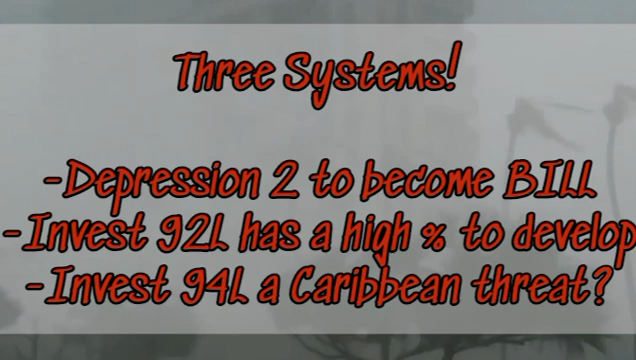 Three Systems!
-Depression 2 to become BILL
-Invest 92L has a high % to develop
-Invest 94L a Caribbean threat?